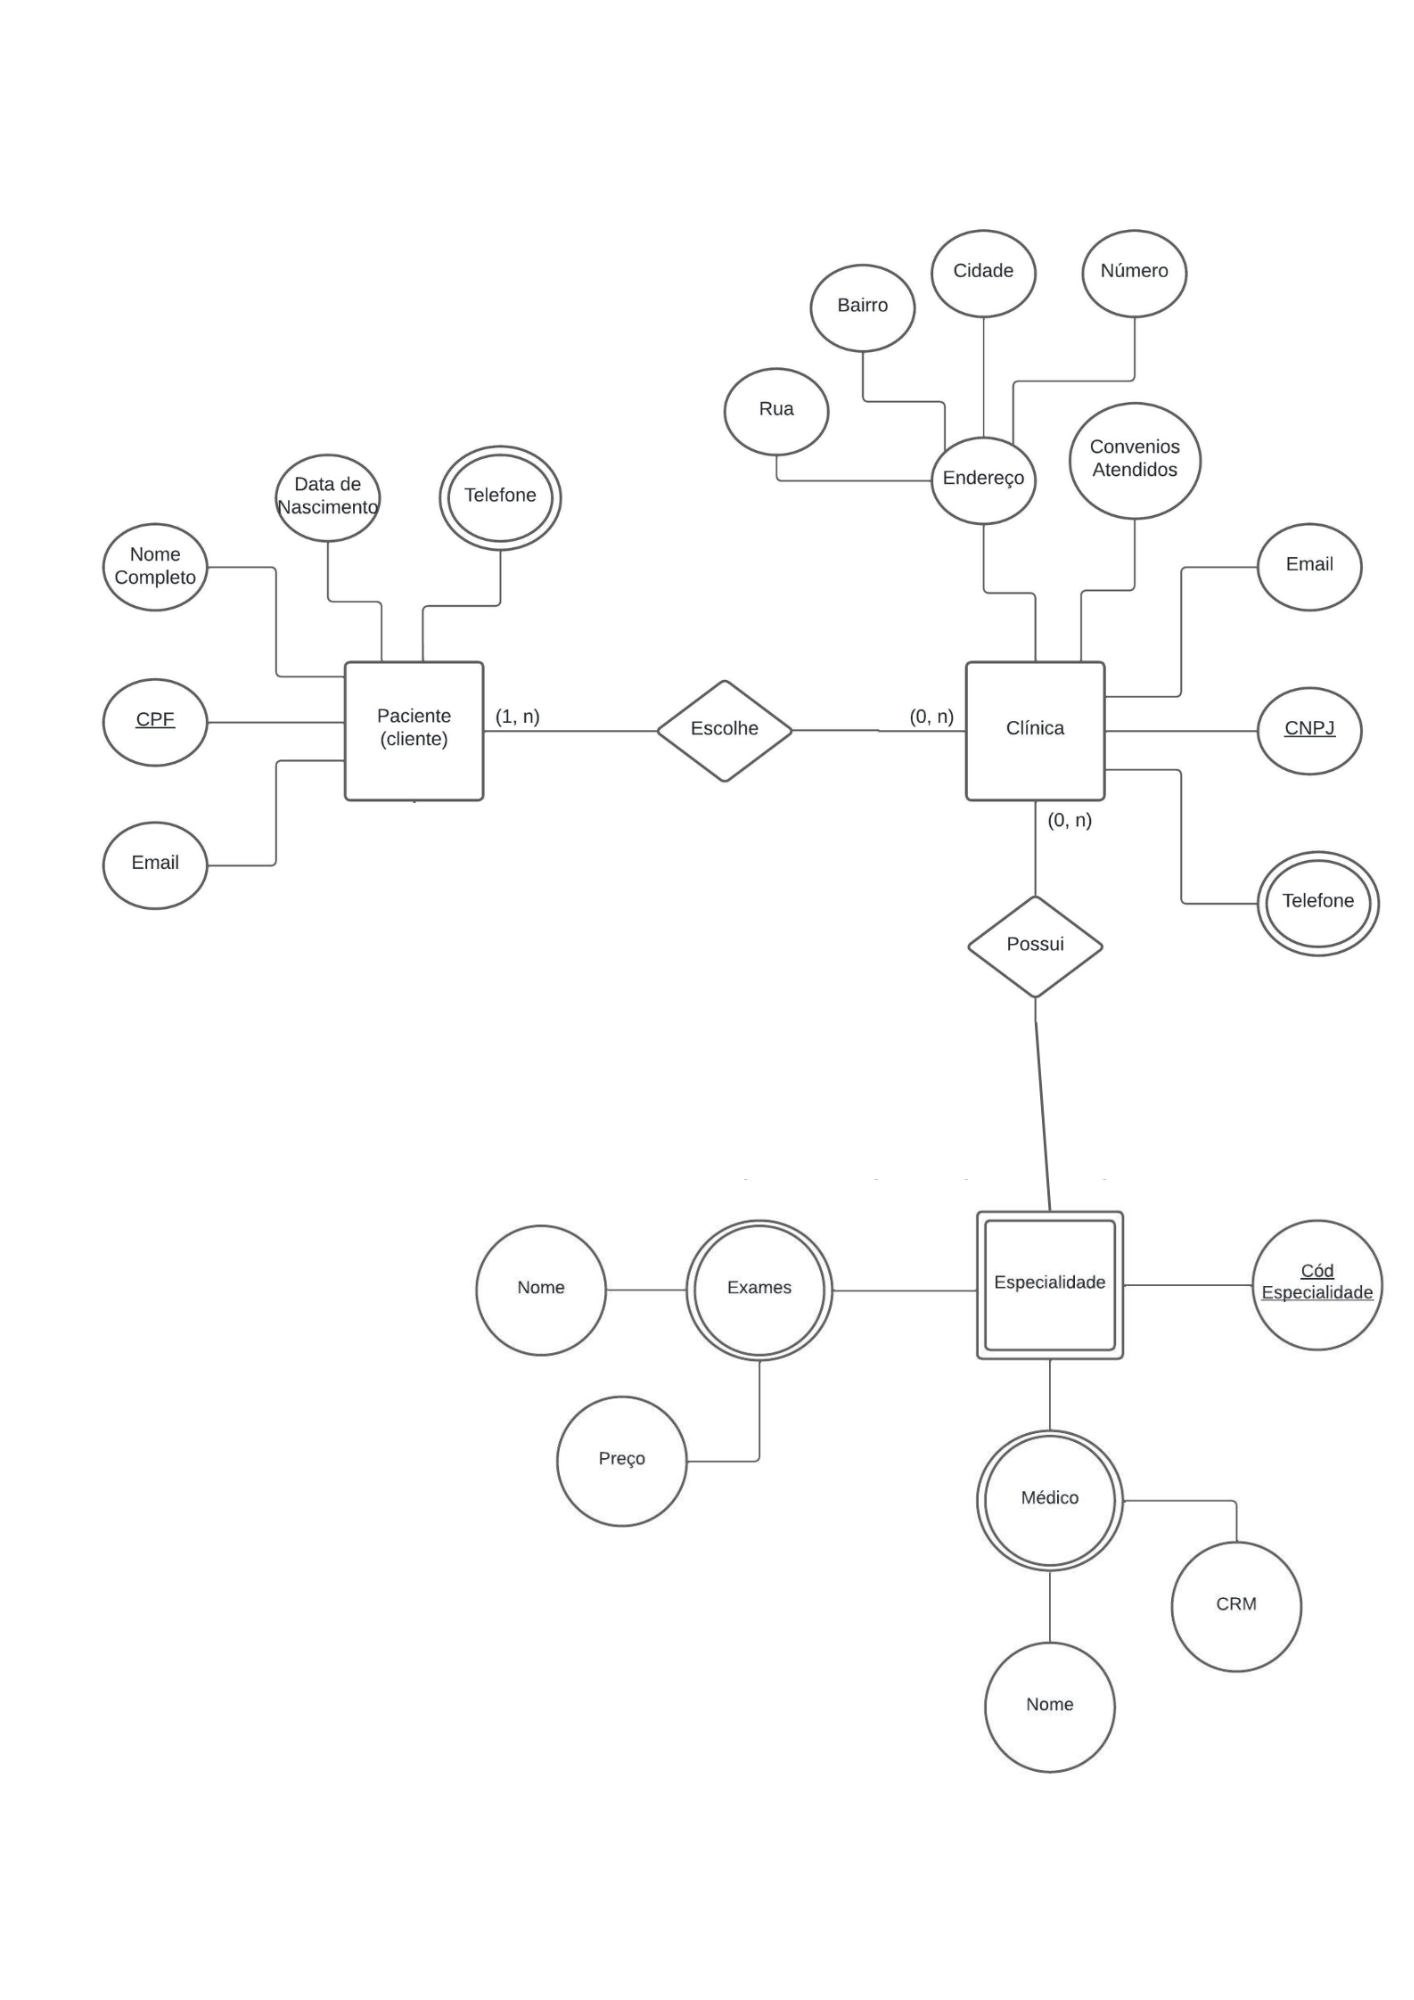 Cidade
Número
Bairro
Rua
Convenios
Atendidos
Endereço
Data de
Nascimento
Telefone
Nome
Completo
Email
CPF
Paciente
(cliente)
(1, n)
Escolhe
(0, n)
Clínica
CNPJ
(0, n)
Email
Telefone
Possui
Nome
Exames
Especialidade
Cód
Especialidade
Preço
Médico
CRM
Nome